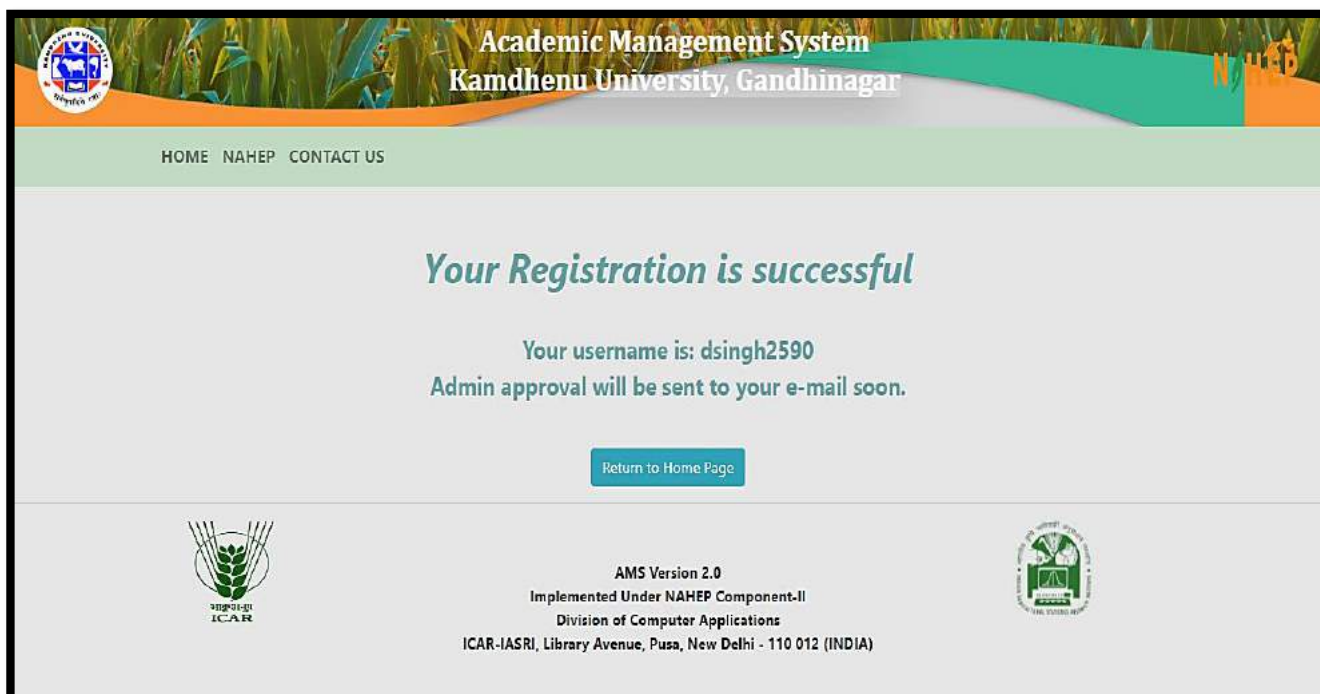 Academic Management System
Kamdhenu University, Gandhinagar
HOME NAHEP CONTACT US
Your Registration is successful
Your username is: dsingh2590
Admin approval will be sent to your e-mail soon.
Return to Home Page
ICAR
AMS Version 2.0
Implemented Under NAHEP Component-II
Division of Computer Applications
ICAR-IASRI, Library Avenue, Pusa, New Delhi - 110 012 (INDIA)